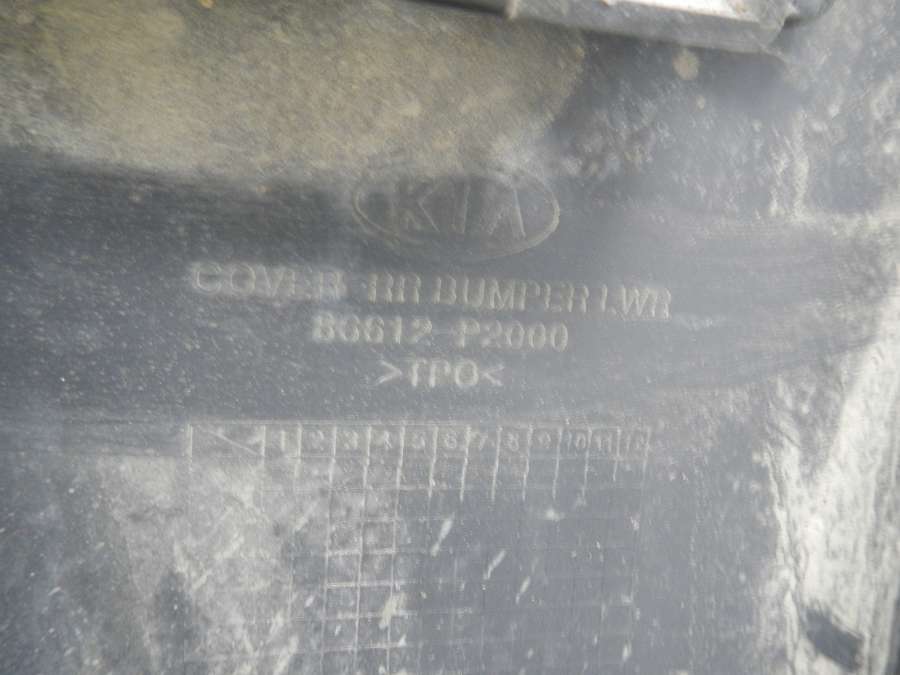 KIA
COVER-RR BUMPER LWR
86612-P2000
>TPO<
1 2 3 4 5 6 7 8 9 10 11 12